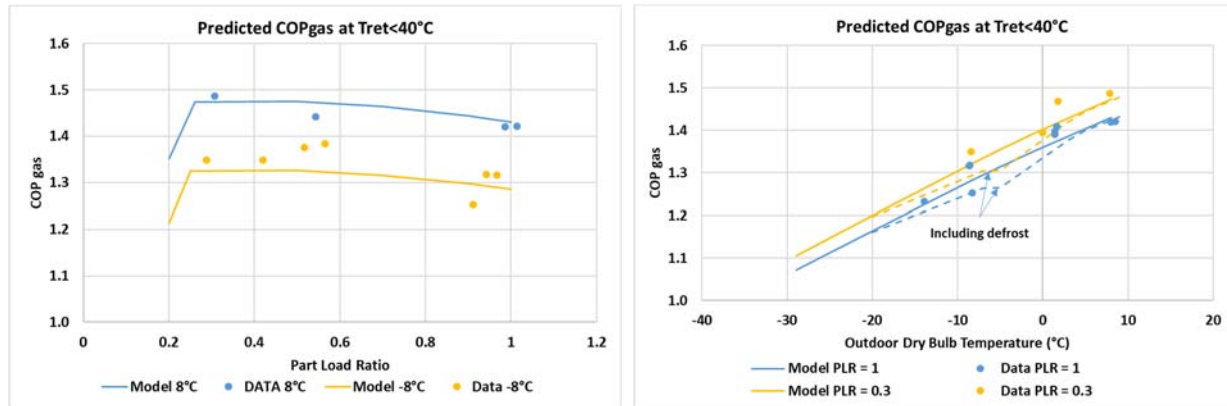 Predicted COPgas at Tret<40°C
1.6
1.5
1.4
1.3
1.2
1.1
1.0
COP gas
0
0.2
0.4
0.6
0.8
1
1.2
Part Load Ratio
Model 8°C
DATA 8°C
Model -8°C
Data -8°C
Predicted COPgas at Tret<40°C
1.6
1.5
1.4
1.3
1.2
1.1
1.0
COP gas
Including defrost
-40
-30
-20
-10
0
10
20
Outdoor Dry Bulb Temperature (°C)
Model PLR = 1
Data PLR = 1
Model PLR = 0.3
Data PLR = 0.3